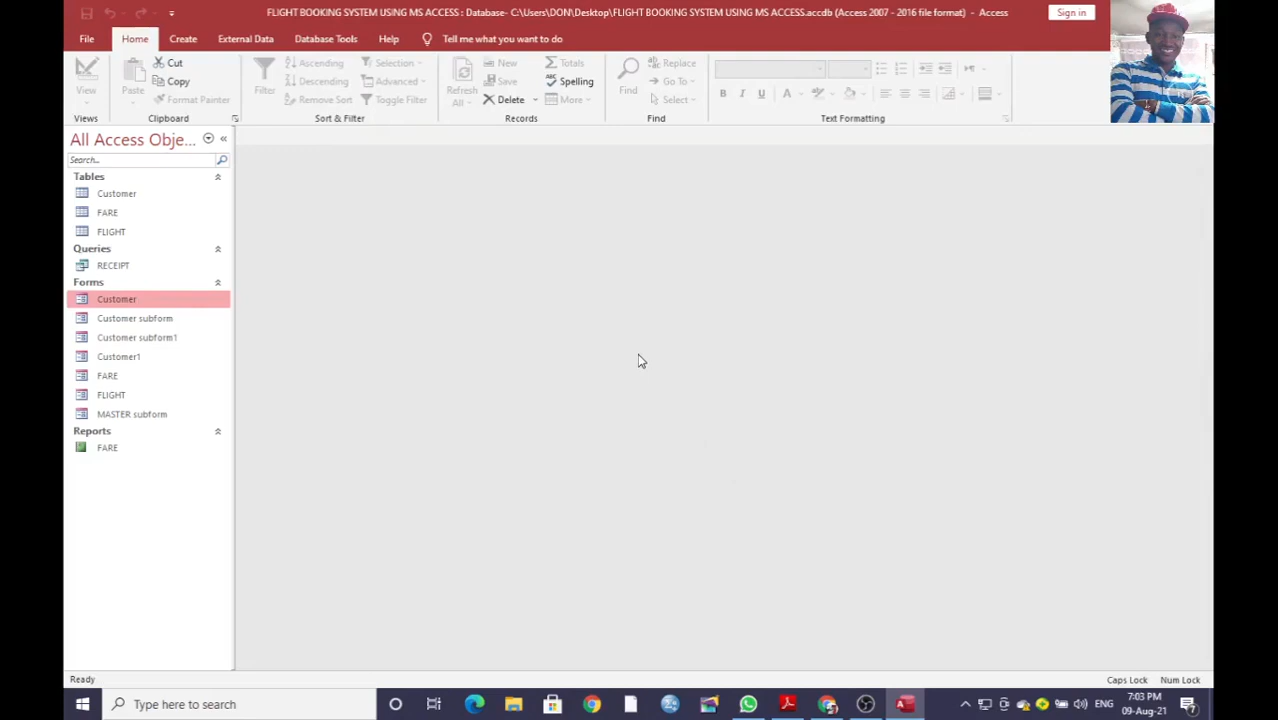 FLIGHT BOOKING SYSTEM USING MS ACCESS : Database- C:\Users\DON\Desktop\FLIGHT BOOKING SYSTEM USING MS ACCESS.accdb (Access 2007 - 2016 file format) - Access
Sign in
File Home Create External Data Database Tools Help Tell me what you want to do
View
Views
Paste
Cut
Copy
Format Painter
Clipboard
Filter
Ascending
Descending
Remove Sort
Selection
Advanced
Toggle Filter
Sort & Filter
Refresh
All
New
Save
Delete
Totals
Spelling
More
Records
Find
Replace
Go To
Select
Find
B I U A
Text Formatting
All Access Obje...
Search...
Tables
Customer
FARE
FLIGHT
Queries
RECEIPT
Forms
Customer
Customer subform
Customer subform1
Customer1
FARE
FLIGHT
MASTER subform
Reports
FARE
Ready
Caps Lock Num Lock
Type here to search
ENG
7:03 PM
09-Aug-21